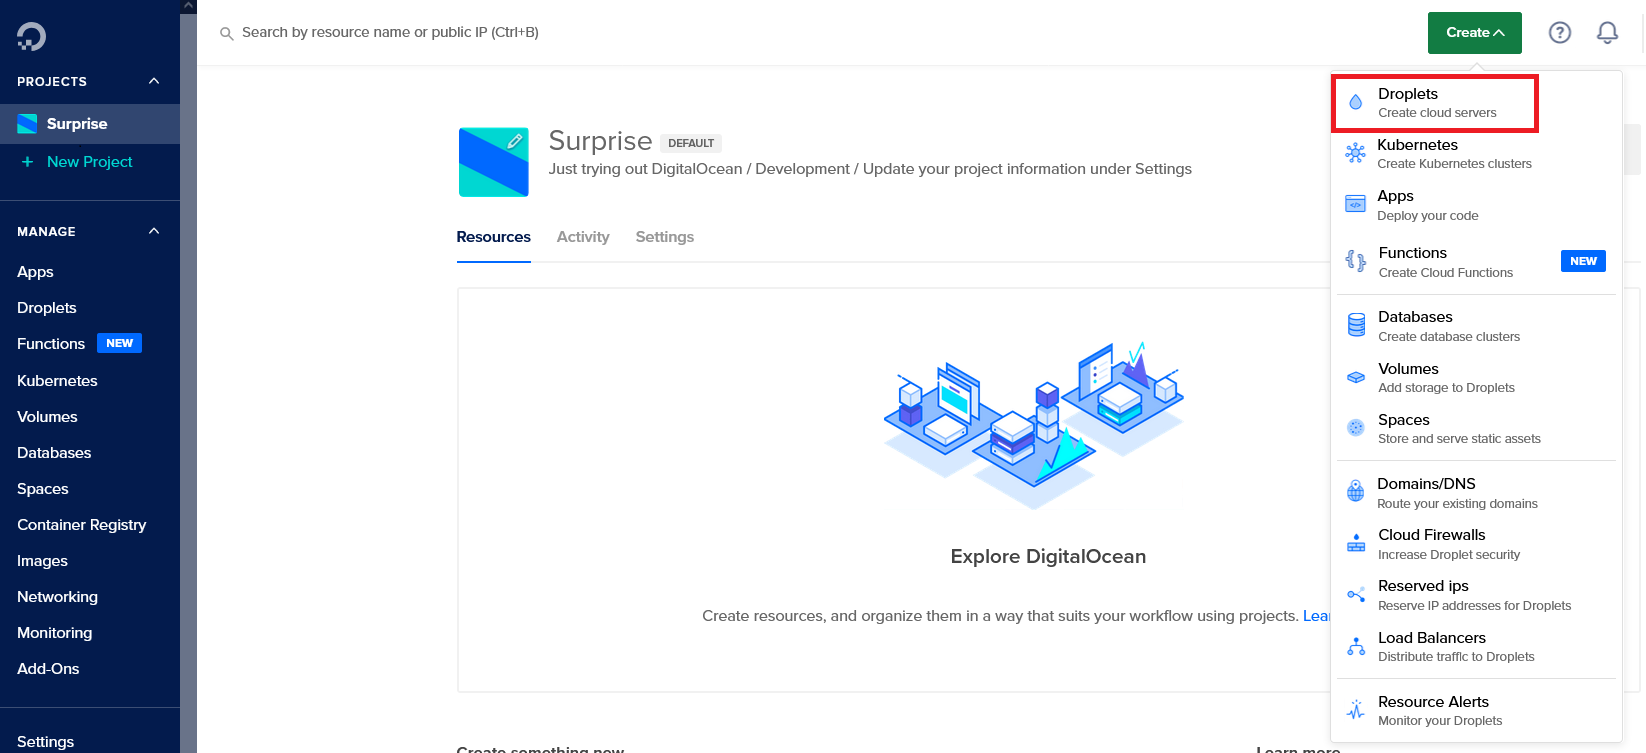 PROJECTS
Surprise
+ New Project
MANAGE
Apps
Droplets
Functions NEW
Kubernetes
Volumes
Databases
Spaces
Container Registry
Images
Networking
Monitoring
Add-Ons
Settings
Search by resource name or public IP (Ctrl+B)
Create
?
Surprise DEFAULT
Just trying out DigitalOcean / Development / Update your project information under Settings
Resources Activity Settings
Explore DigitalOcean
Create resources, and organize them in a way that suits your workflow using projects. Lear
Create something new
Learn more
Droplets
Create cloud servers
Kubernetes
Create Kubernetes clusters
Apps
Deploy your code
Functions
Create Cloud Functions
NEW
Databases
Create database clusters
Volumes
Add storage to Droplets
Spaces
Store and serve static assets
Domains/DNS
Route your existing domains
Cloud Firewalls
Increase Droplet security
Reserved ips
Reserve IP addresses for Droplets
Load Balancers
Distribute traffic to Droplets
Resource Alerts
Monitor your Droplets